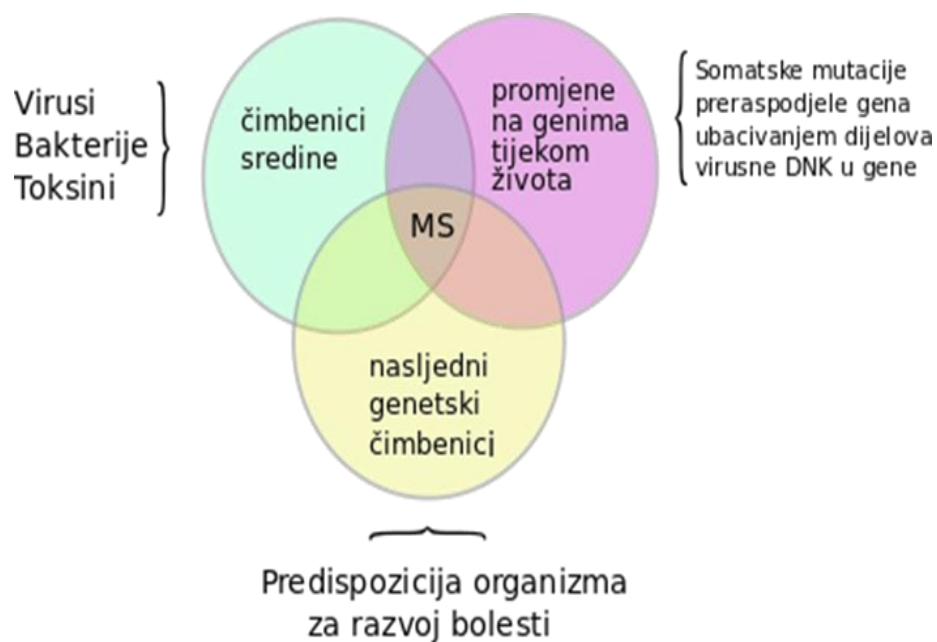 Virusi
Bakterije
Toksini
čimbenici
sredine
promjene
na genima
tijekom
života
Somatske mutacije
preraspodjele gena
ubacivanjem dijelova
virusne DNK u gene
MS
nasljedni
genetski
čimbenici
Predispozicija organizma
za razvoj bolesti